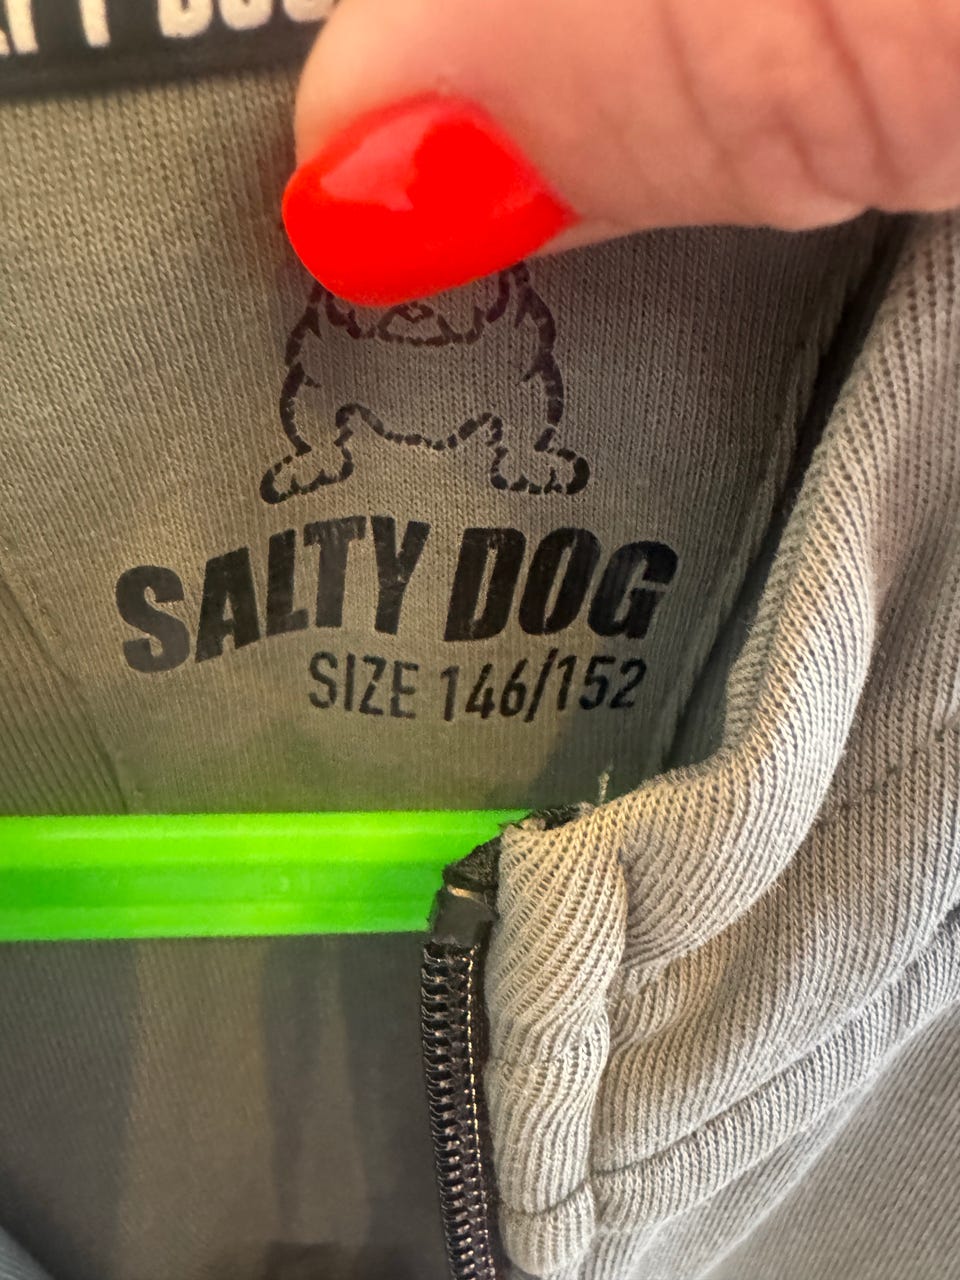 SALTY DOG
SIZE 146/152